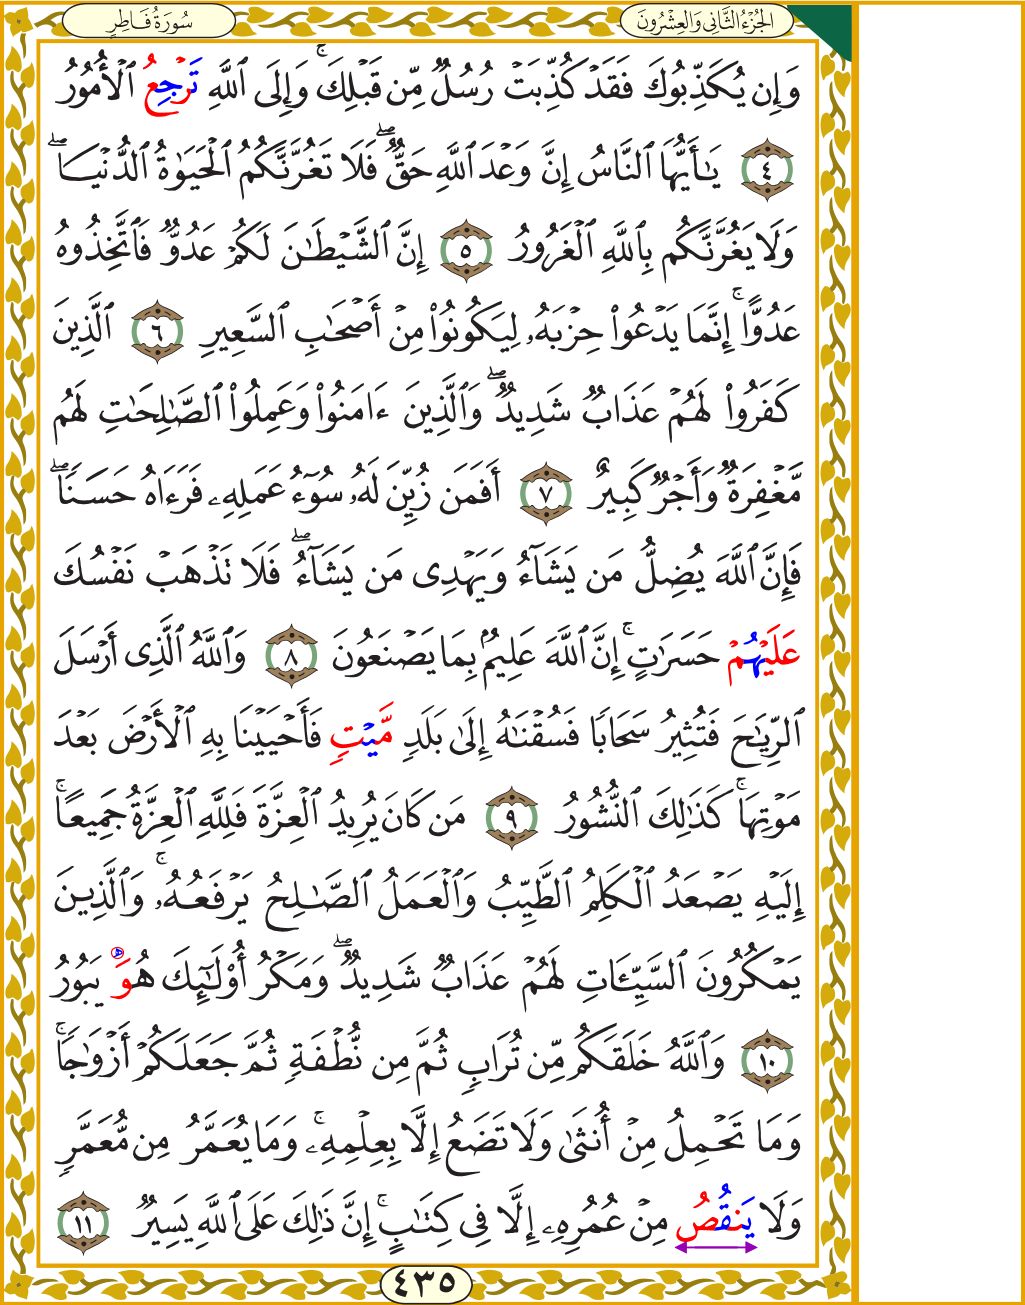 الجُزْءُ الثَّانِي وَالعِشْرُونَ
سُورَةُ فَاطِرٍ
وَإِن يُكَذِّبُوكَ فَقَدۡ كُذِّبَتۡ رُسُلٞ مِّن قَبۡلِكَۚ وَإِلَى ٱللَّهِ تَرۡجِعُ ٱلۡأُمُورُ
٤ يَٰٓأَيُّهَا ٱلنَّاسُ إِنَّ وَعۡدَ ٱللَّهِ حَقّٞۖ فَلَا تَغُرَّنَّكُمُ ٱلۡحَيَوٰةُ ٱلدُّنۡيَا ۖ
وَلَا يَغُرَّنَّكُم بِٱللَّهِ ٱلۡغَرُورُ ٥ إِنَّ ٱلشَّيۡطَٰنَ لَكُمۡ عَدُوّٞ فَٱتَّخِذُوهُ
عَدُوًّاۚ إِنَّمَا يَدۡعُواْ حِزۡبَهُۥ لِيَكُونُواْ مِنۡ أَصۡحَٰبِ ٱلسَّعِيرِ ٦ ٱلَّذِينَ
كَفَرُواْ لَهُمۡ عَذَابٞ شَدِيدٞۖ وَٱلَّذِينَ ءَامَنُواْ وَعَمِلُواْ ٱلصَّٰلِحَٰتِ لَهُم
مَّغۡفِرَةٞ وَأَجۡرٞ كَبِيرٌ ٧ أَفَمَن زُيِّنَ لَهُۥ سُوٓءُ عَمَلِهِۦ فَرَءَاهُ حَسَنٗاۖ
فَإِنَّ ٱللَّهَ يُضِلُّ مَن يَشَآءُ وَيَهۡدِي مَن يَشَآءُۖ فَلَا تَذۡهَبۡ نَفۡسُكَ
عَلَيۡهُمۡ حَسَرَٰتٍۚ إِنَّ ٱللَّهَ عَلِيمُۢ بِمَا يَصۡنَعُونَ ٨ وَٱللَّهُ ٱلَّذِيٓ أَرۡسَلَ
ٱلرِّيَٰحَ فَتُثِيرُ سَحَابٗا فَسُقۡنَٰهُ إِلَىٰ بَلَدٖ مَّيۡتٖ فَأَحۡيَيۡنَا بِهِ ٱلۡأَرۡضَ بَعۡدَ
مَوۡتِهَاۚ كَذَٰلِكَ ٱلنُّشُورُ ٩ مَن كَانَ يُرِيدُ ٱلۡعِزَّةَ فَلِلَّهِ ٱلۡعِزَّةُ جَمِيعًاۚ
إِلَيۡهِ يَصۡعَدُ ٱلۡكَلِمُ ٱلطَّيِّبُ وَٱلۡعَمَلُ ٱلصَّٰلِحُ يَرۡفَعُهُۥۚ وَٱلَّذِينَ
يَمۡكُرُونَ ٱلسَّيِّـَٔاتِ لَهُمۡ عَذَابٞ شَدِيدٞۖ وَمَكۡرُ أُوْلَٰٓئِكَ هُوَ يَبُورُ
١٠ وَٱللَّهُ خَلَقَكُم مِّن تُرَابٖ ثُمَّ مِن نُّطۡفَةٖ ثُمَّ جَعَلَكُمۡ أَزۡوَٰجٗاۚ
وَمَا تَحۡمِلُ مِنۡ أُنثَىٰ وَلَا تَضَعُ إِلَّا بِعِلۡمِهِۦۚ وَمَا يُعَمَّرُ مِن مُّعَمَّرٖ
وَلَا يَنقُصُ مِنۡ عُمُرِهِۦٓ إِلَّا فِي كِتَٰبٍۚ إِنَّ ذَٰلِكَ عَلَى ٱللَّهِ يَسِيرٞ ١١
٤٣٥